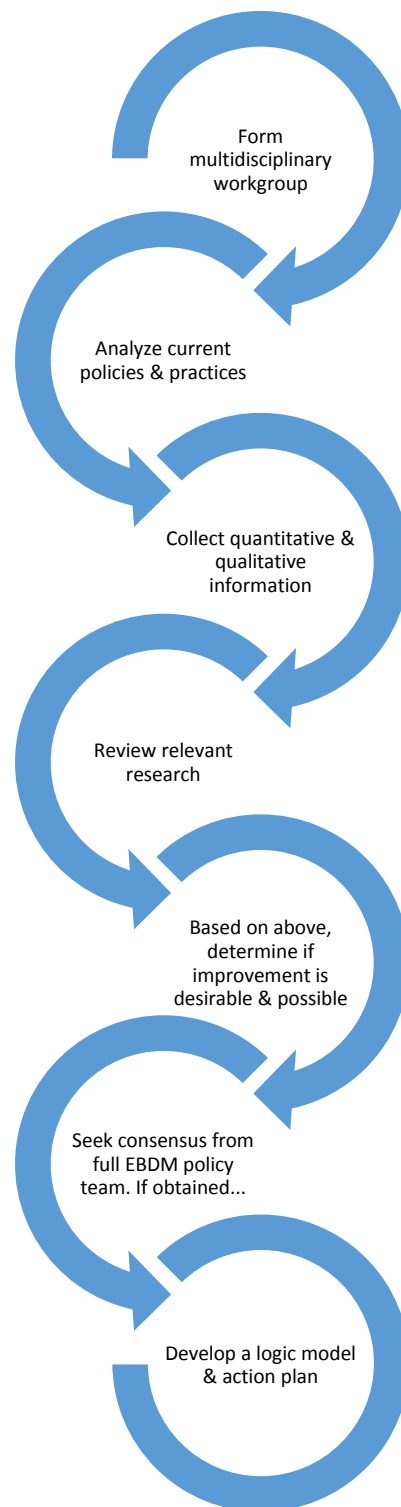 Form
multidisciplinary
workgroup
Analyze current
policies & practices
Collect quantitative &
qualitative
information
Review relevant
research
Based on above,
determine if
improvement is
desirable & possible
Seek consensus from
full EBDM policy
team. If obtained...
Develop a logic model
& action plan